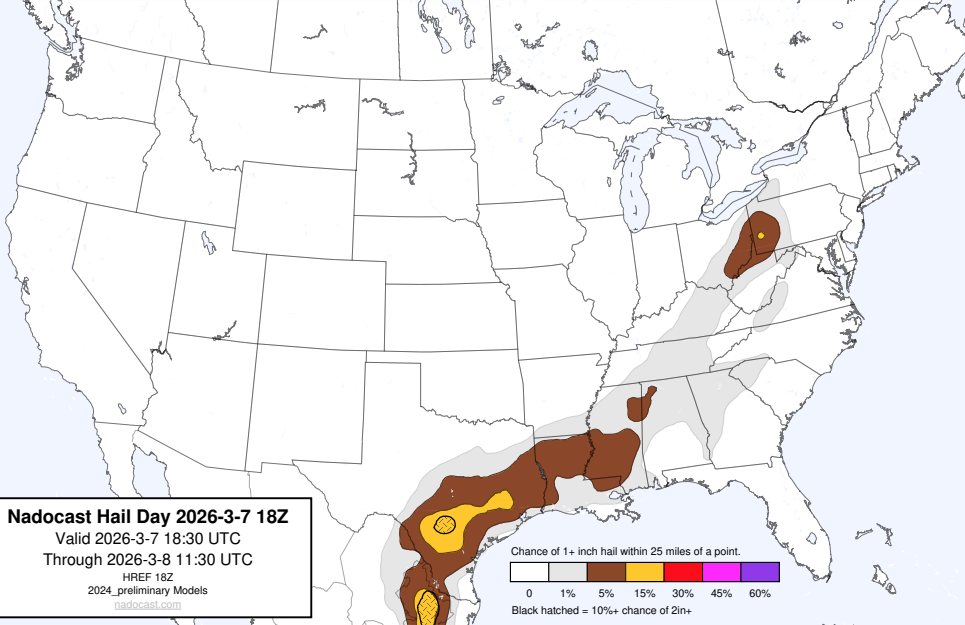 Nadocast Hail Day 2026-3-7 18Z
Valid 2026-3-7 18:30 UTC
Through 2026-3-8 11:30 UTC
HREF 18Z
2024_preliminary Models
nadocast.com
Chance of 1+ inch hail within 25 miles of a point.
0 1% 5% 15% 30% 45% 60%
Black hatched = 10%+ chance of 2in+